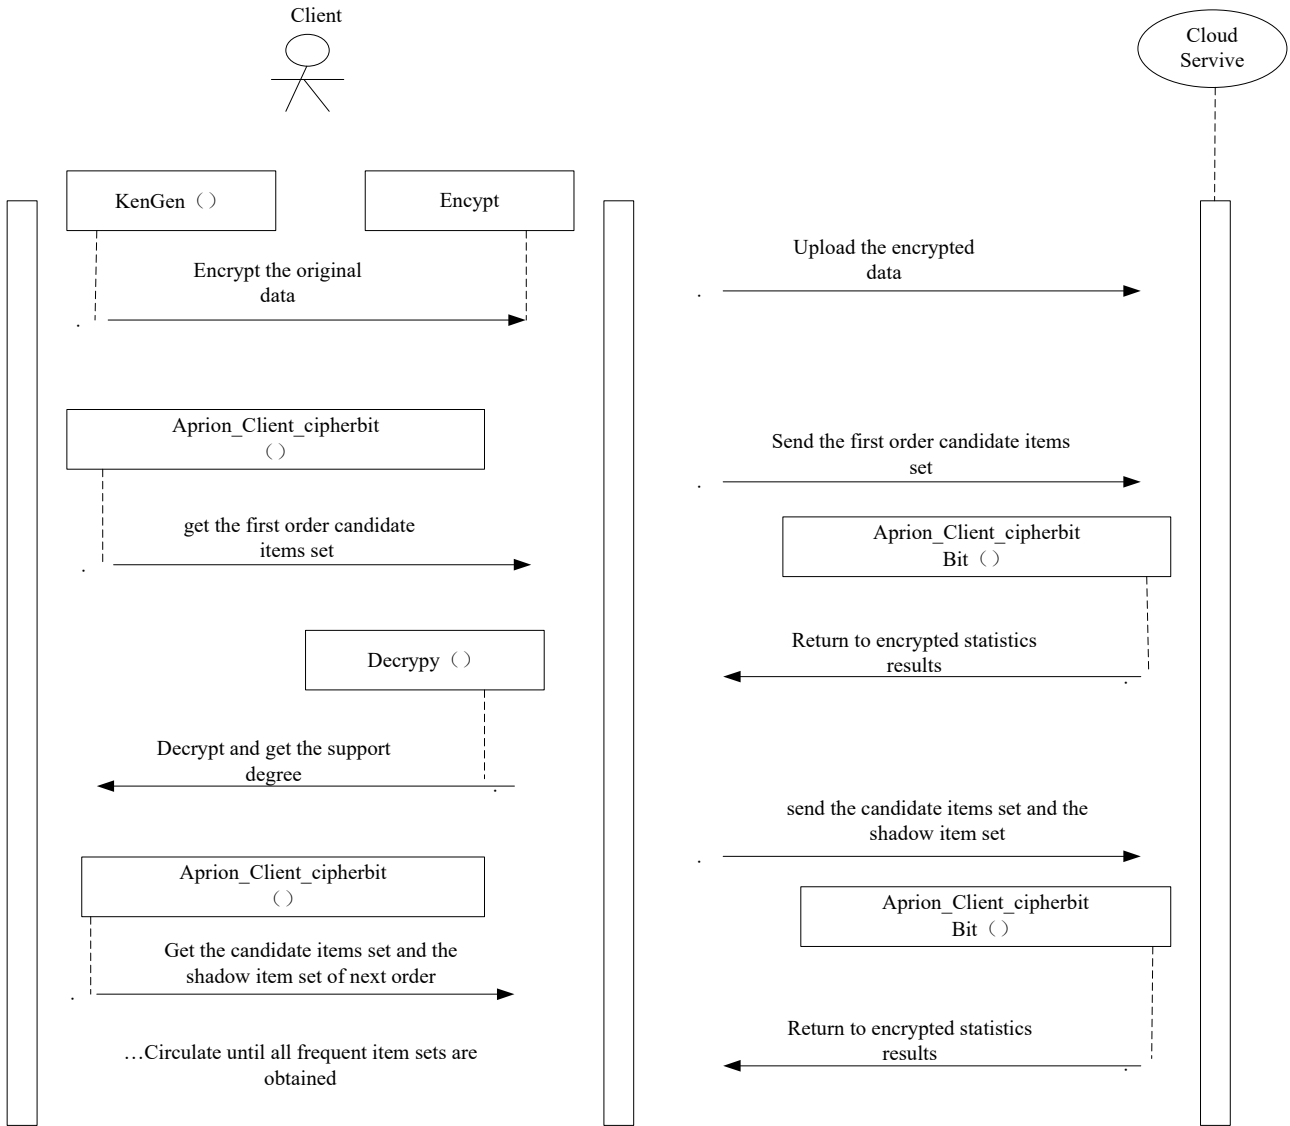 Client
Cloud
Servive
KenGen（）
Encypt
Encrypt the original
data
Upload the encrypted
data
Aprion_Client_cipherbit
（）
Send the first order candidate items
set
get the first order candidate
items set
Aprion_Client_cipherbit
Bit（）
Decrypy（）
Return to encrypted statistics
results
Decrypt and get the support
degree
send the candidate items set and the
shadow item set
Aprion_Client_cipherbit
（）
Aprion_Client_cipherbit
Bit（）
Get the candidate items set and the
shadow item set of next order
Return to encrypted statistics
results
…Circulate until all frequent item sets are
obtained